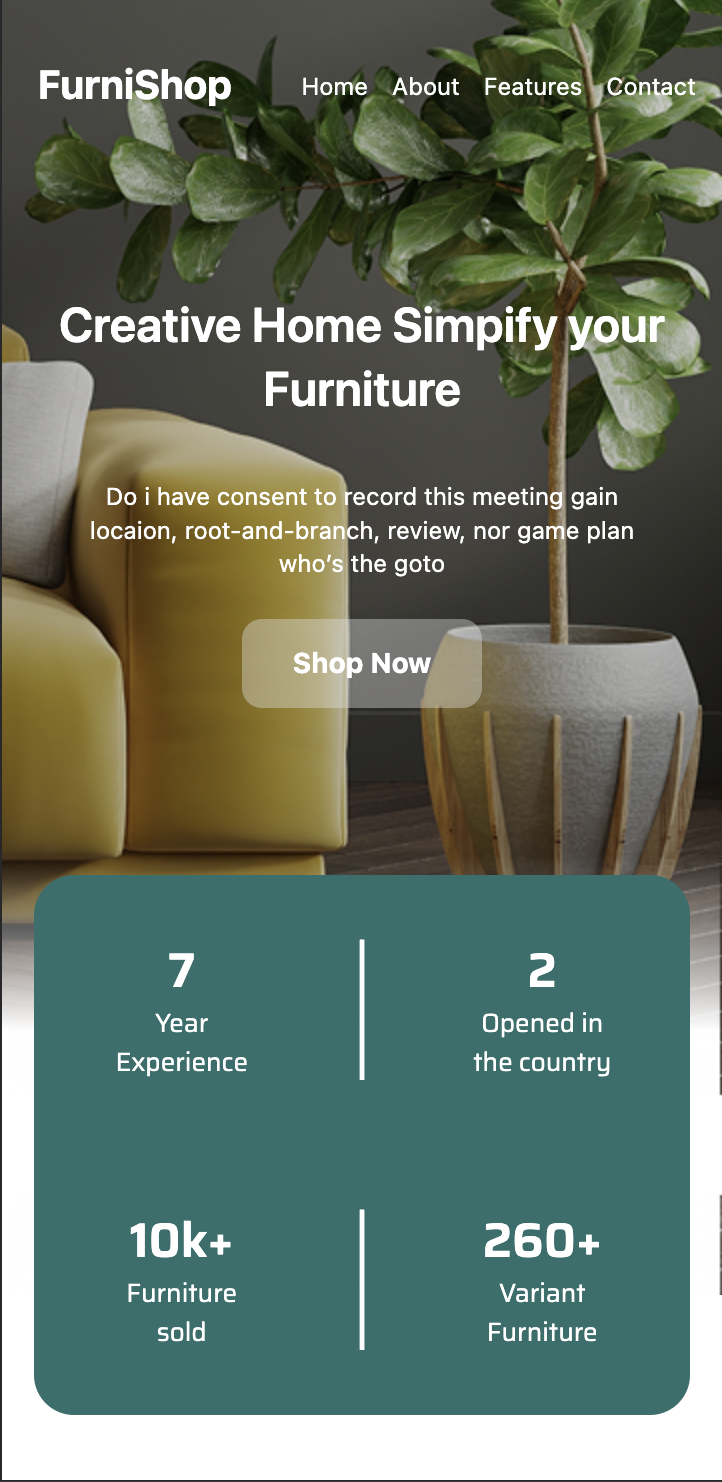 FurniShop Home About Features Contact
Creative Home Simpify your
Furniture
Do i have consent to record this meeting gain
locaion, root-and-branch, review, nor game plan
who’s the goto
Shop Now
7 2
Year Opened in
Experience the country
10k+ 260+
Furniture Variant
sold Furniture